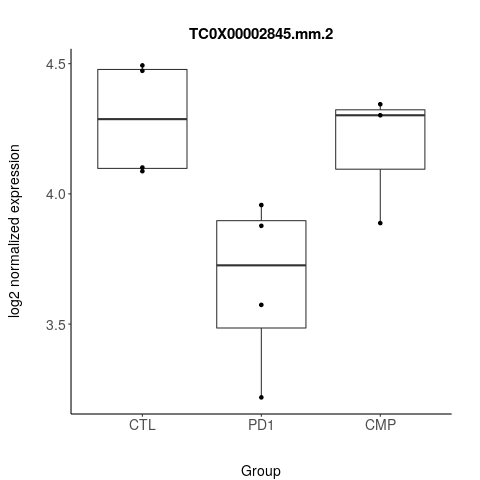 TC0X00002845.mm.2
log2 normalized expression
4.5
4.0
3.5
CTL PD1 CMP
Group